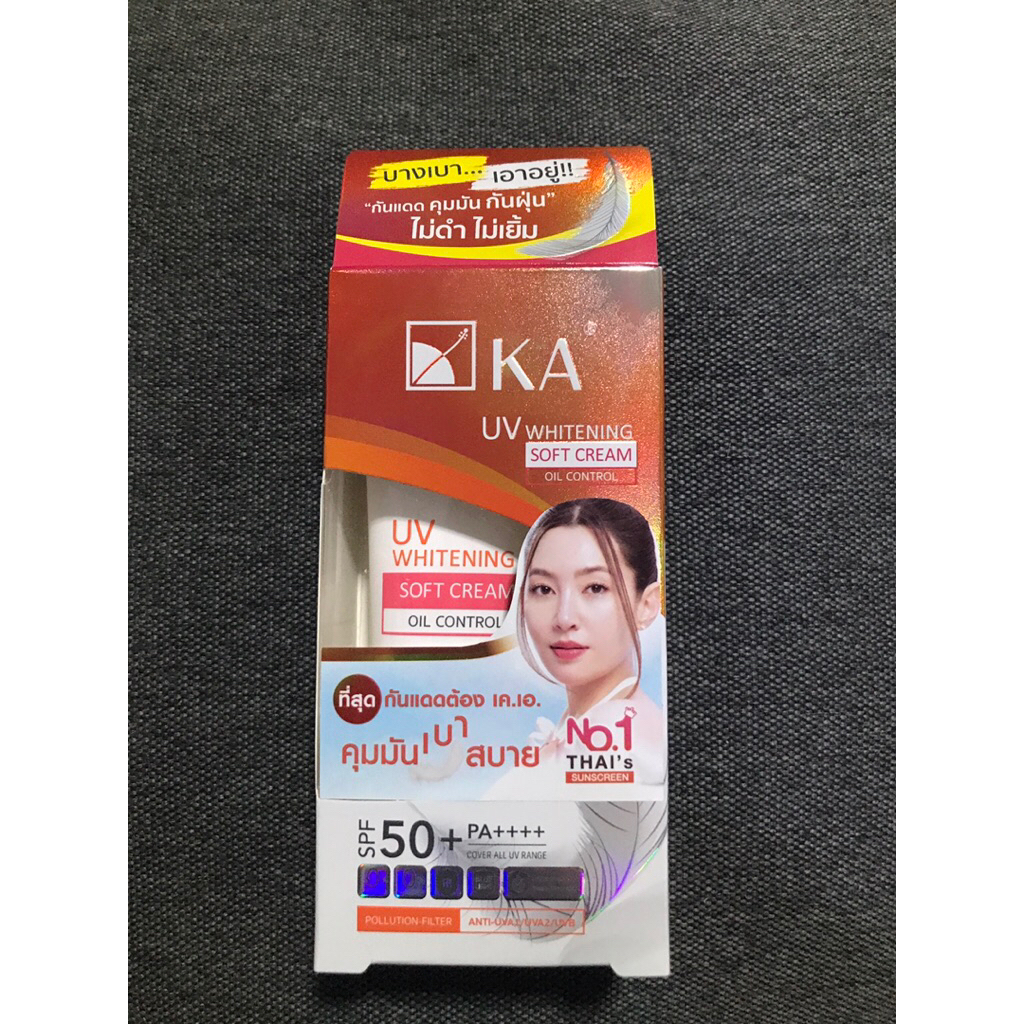 บางเบา... เอาอยู่!!
“กันแดด คุมมัน กันฝุ่น”
ไม่ดำ ไม่เยิ้ม
KA®
UV WHITENING
SOFT CREAM
OIL CONTROL
UV
WHITENING
SOFT CREAM
OIL CONTROL
ที่สุด กันแดดต้อง เค.เอ.
คุมมันเบาสบาย
No.1
THAI's
SUNSCREEN
SPF 50+ PA++++
COVER ALL UV RANGE
POLLUTION-FILTER ANTI-UVA1/UVA2/UVB